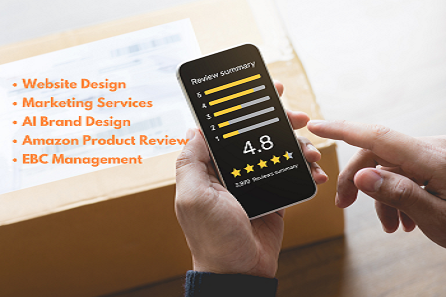 • Website Design
• Marketing Services
• AI Brand Design
• Amazon Product Review
• EBC Management
Review summary
5
4
3
2
1
4.8
Reviews summary